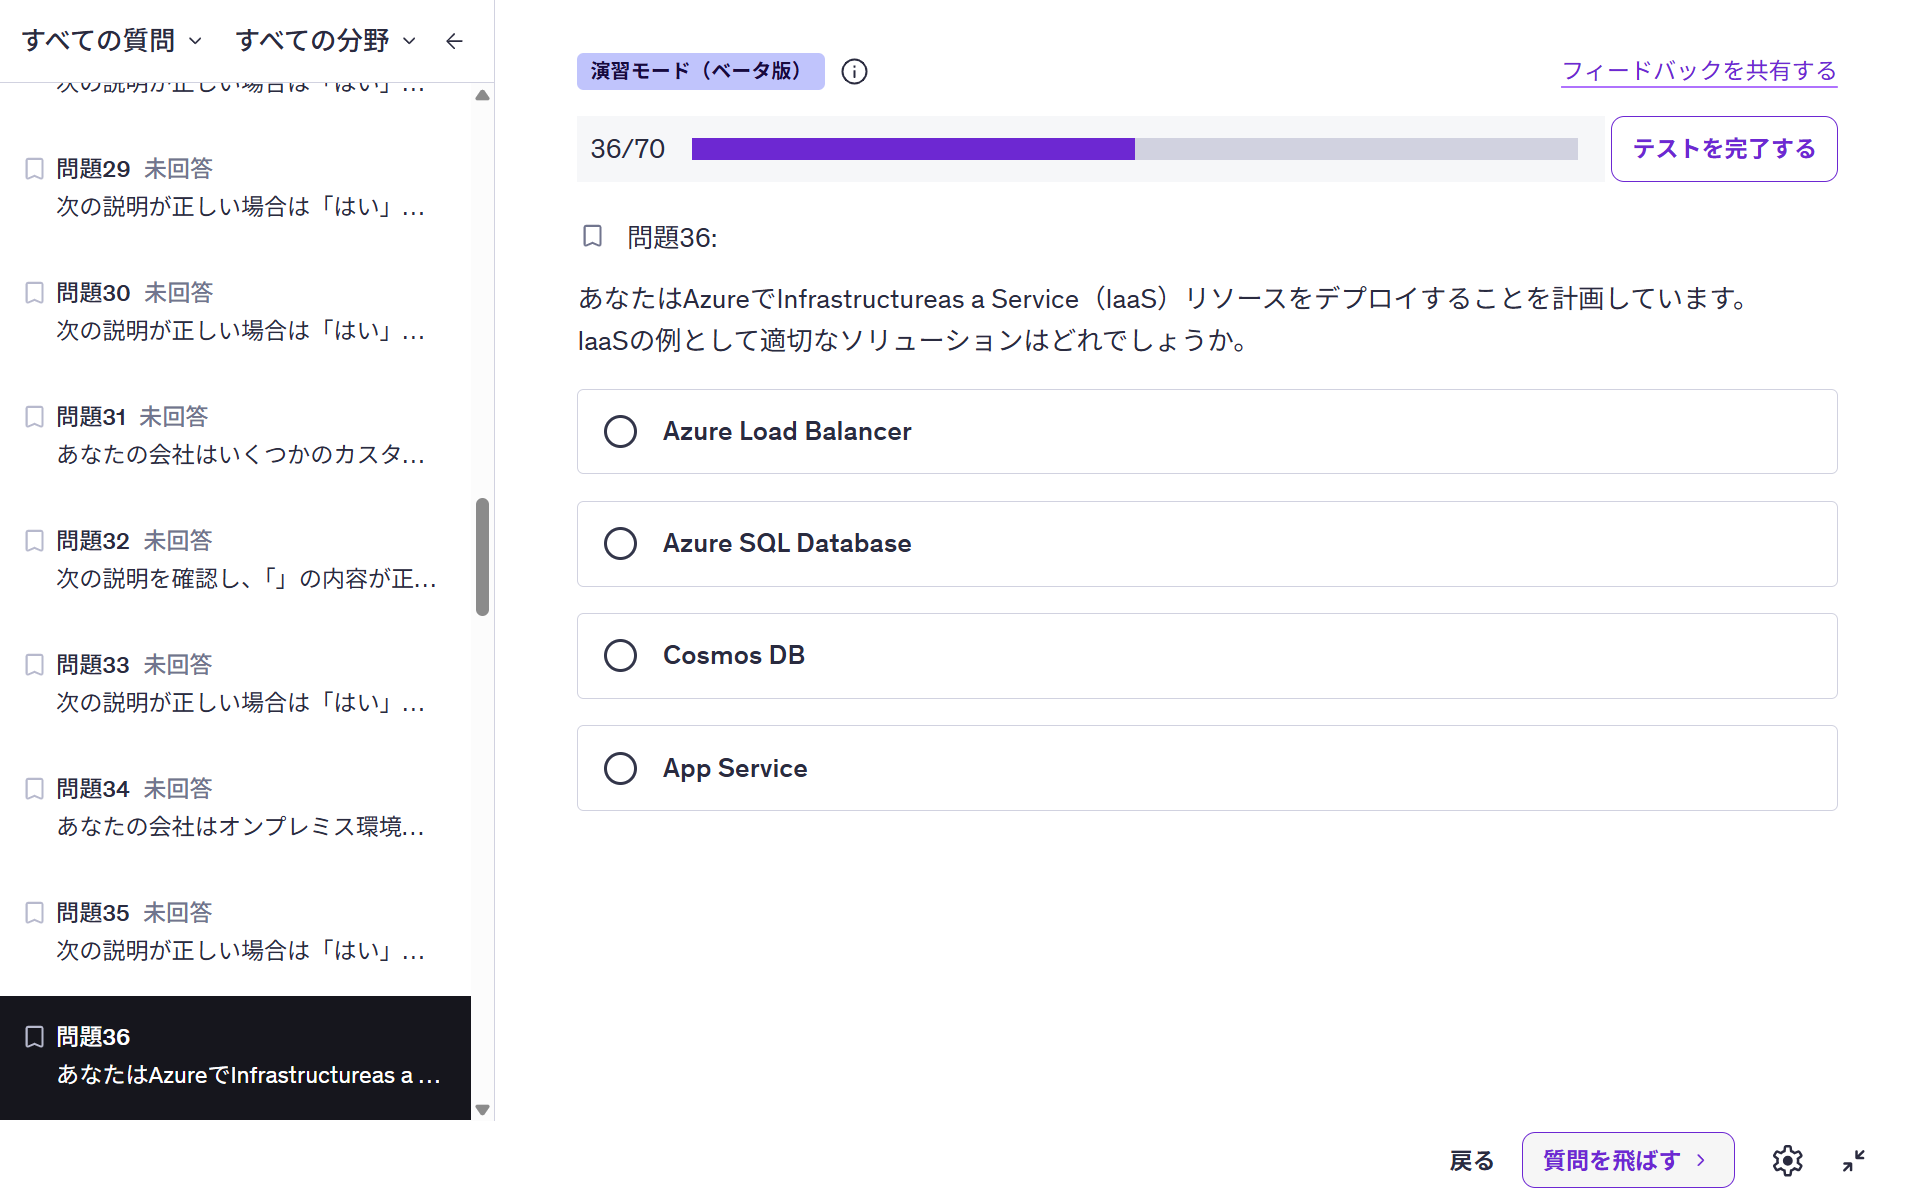 すべての質問 すべての分野
次の説明が正しい場合は「はい」…
問題29 未回答
次の説明が正しい場合は「はい」…
問題30 未回答
次の説明が正しい場合は「はい」…
問題31 未回答
あなたの会社はいくつかのカスタ…
問題32 未回答
次の説明を確認し、「」の内容が正…
問題33 未回答
次の説明が正しい場合は「はい」…
問題34 未回答
あなたの会社はオンプレミス環境…
問題35 未回答
次の説明が正しい場合は「はい」…
問題36
あなたはAzureでInfrastructureas a …
演習モード（ベータ版）
フィードバックを共有する
36/70
テストを完了する
問題36:
あなたはAzureでInfrastructureas a Service（IaaS）リソースをデプロイすることを計画しています。
IaaSの例として適切なソリューションはどれでしょうか。
Azure Load Balancer
Azure SQL Database
Cosmos DB
App Service
戻る
質問を飛ばす